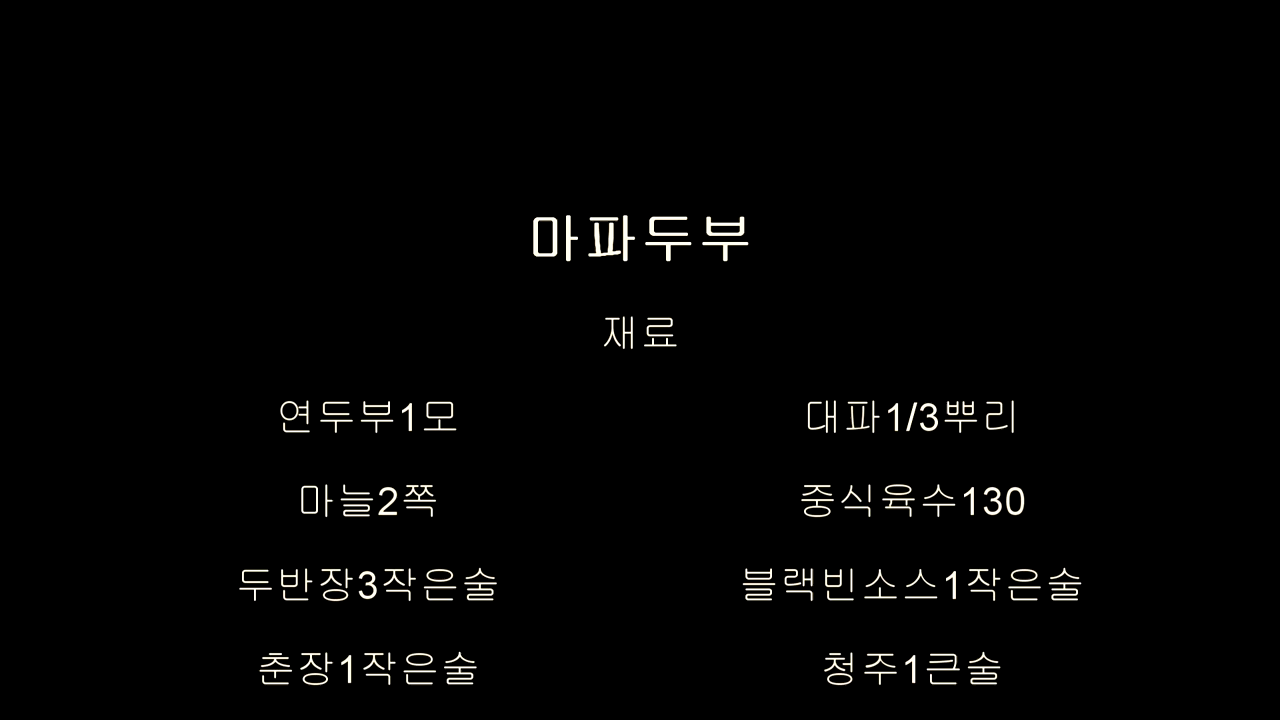 마파두부
재료
연두부1모 대파1/3뿌리
마늘2쪽 중식육수130
두반장3작은술 블랙빈소스1작은술
춘장1작은술 청주1큰술